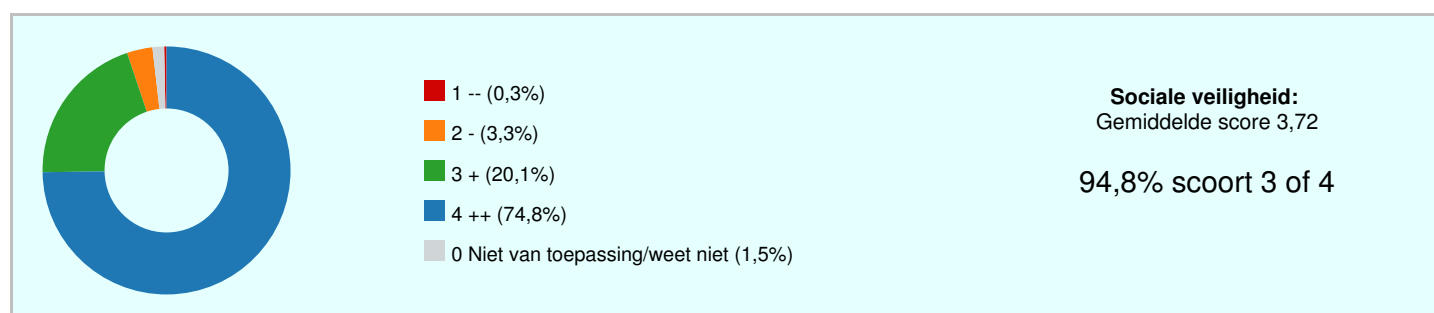 1 -- (0,3%)
2 - (3,3%)
3 + (20,1%)
4 ++ (74,8%)
0 Niet van toepassing/weet niet (1,5%)
Sociale veiligheid:
Gemiddelde score 3,72
94,8% scoort 3 of 4